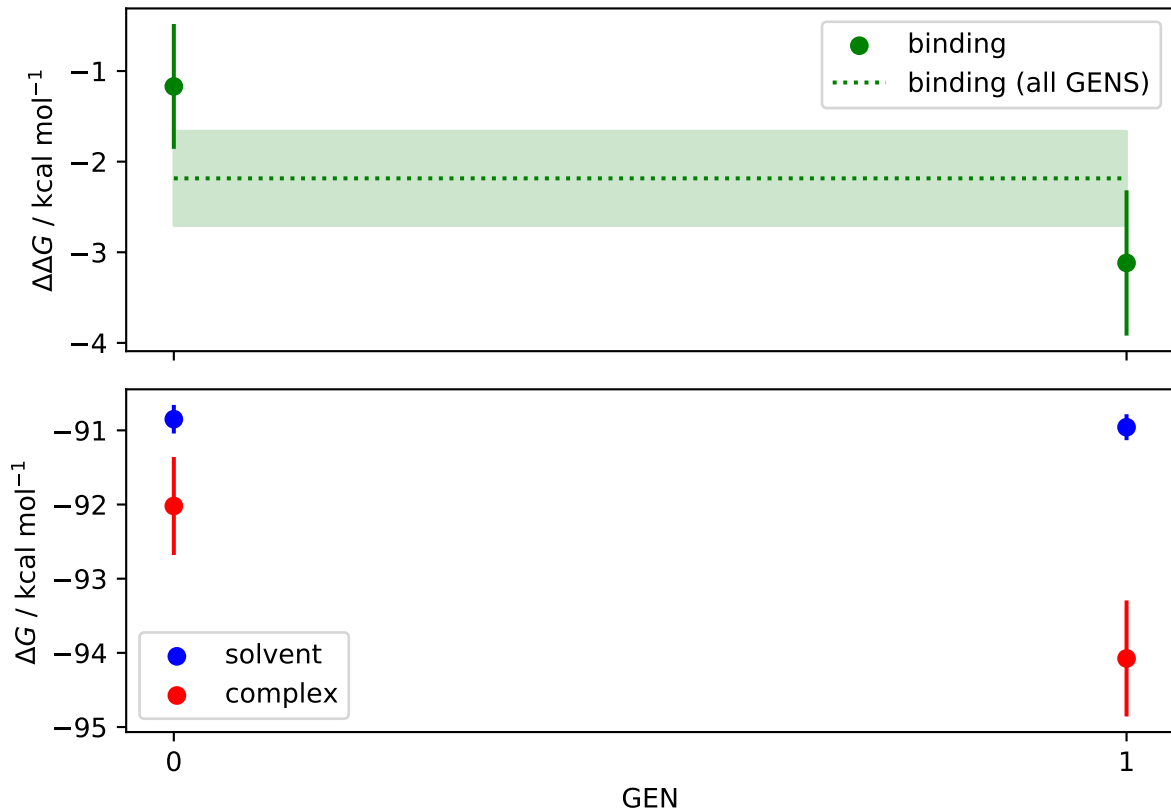 binding
binding (all GENS)
ΔΔG / kcal mol⁻¹
−1
−2
−3
−4
ΔG / kcal mol⁻¹
−91
−92
−93
−94
−95
solvent
complex
0
1
GEN